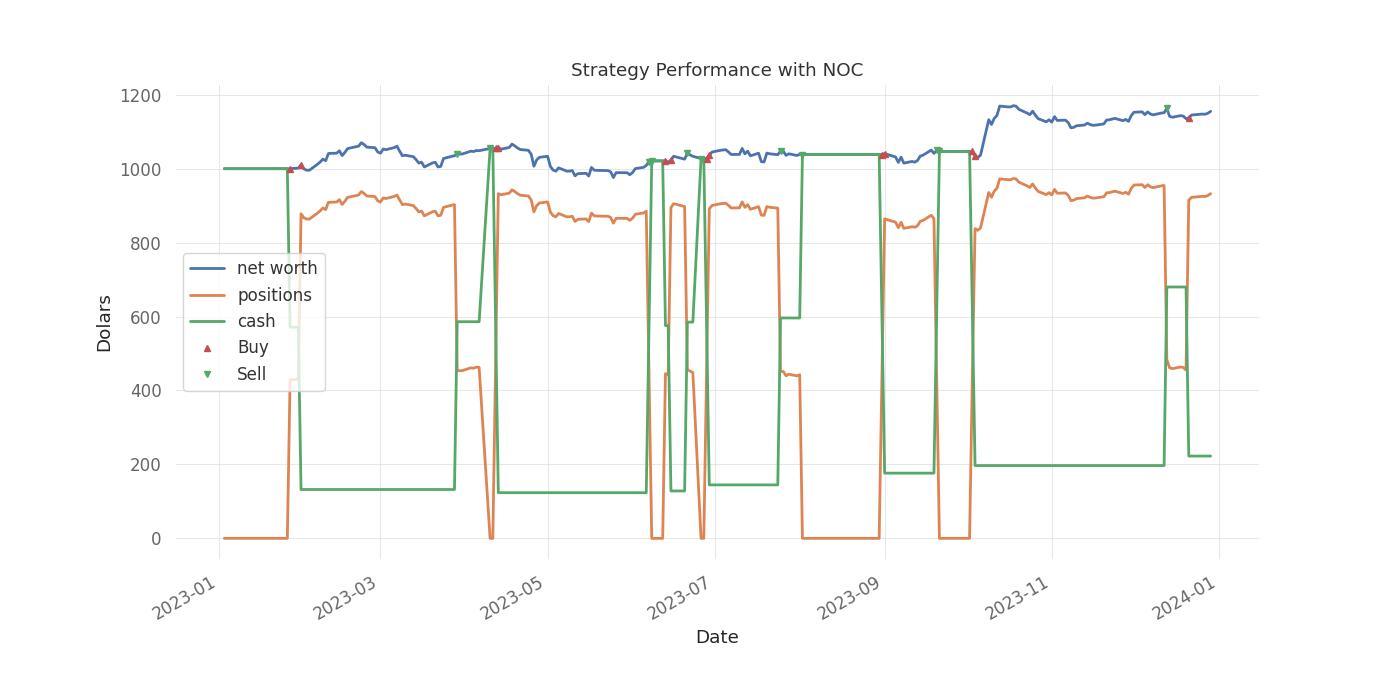 Strategy Performance with NOC
1200
1000
800
600
400
200
0
Dolars
net worth
positions
cash
Buy
Sell
2023-01
2023-03
2023-05
2023-07
2023-09
2023-11
2024-01
Date